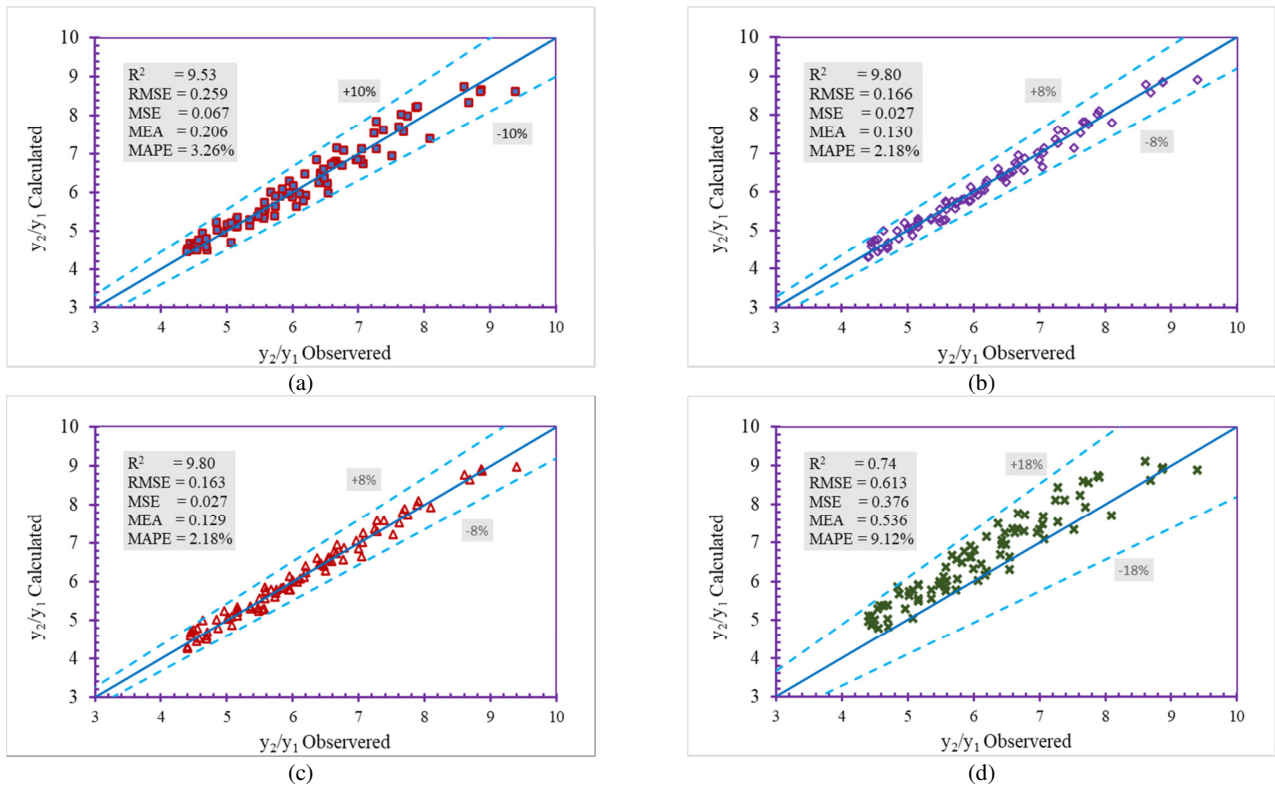 10
9
8
7
6
5
4
3
y2/y1 Calculated
R2 = 9.53
RMSE = 0.259
MSE = 0.067
MEA = 0.206
MAPE = 3.26%
+10%
-10%
3 4 5 6 7 8 9 10
y2/y1 Observered
(a)
10
9
8
7
6
5
4
3
y2/y1 Calculated
R2 = 9.80
RMSE = 0.166
MSE = 0.027
MEA = 0.130
MAPE = 2.18%
+8%
-8%
3 4 5 6 7 8 9 10
y2/y1 Observered
(b)
10
9
8
7
6
5
4
3
y2/y1 Calculated
R2 = 9.80
RMSE = 0.163
MSE = 0.027
MEA = 0.129
MAPE = 2.18%
+8%
-8%
3 4 5 6 7 8 9 10
y2/y1 Observered
(c)
10
9
8
7
6
5
4
3
y2/y1 Calculated
R2 = 0.74
RMSE = 0.613
MSE = 0.376
MEA = 0.536
MAPE = 9.12%
+18%
-18%
3 4 5 6 7 8 9 10
y2/y1 Observered
(d)